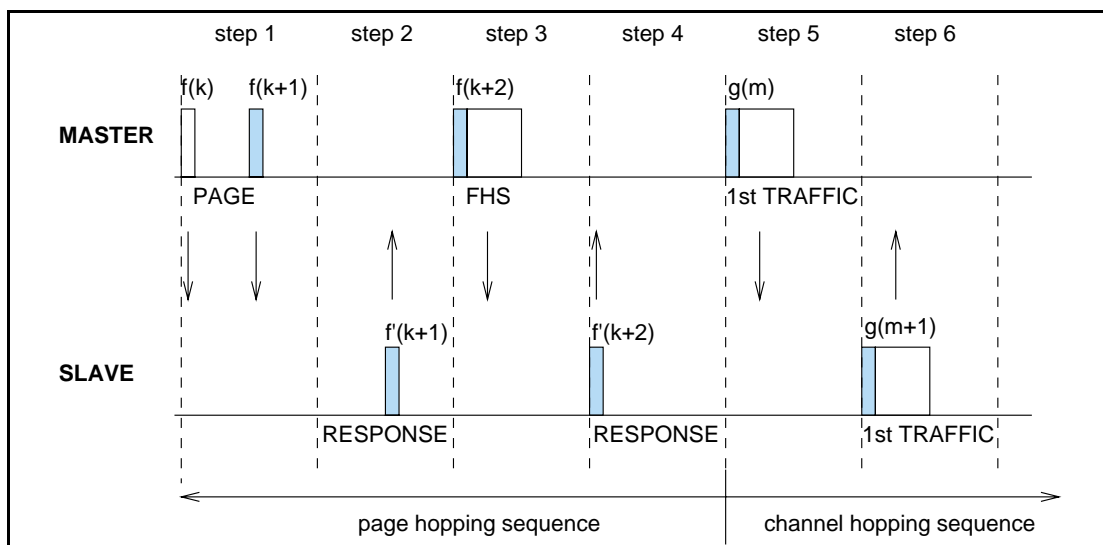 step 1 step 2 step 3 step 4 step 5 step 6
f(k) f(k+1) f(k+2) g(m)
MASTER
PAGE FHS 1st TRAFFIC
f'(k+1) f'(k+2) g(m+1)
SLAVE
RESPONSE RESPONSE 1st TRAFFIC
page hopping sequence channel hopping sequence